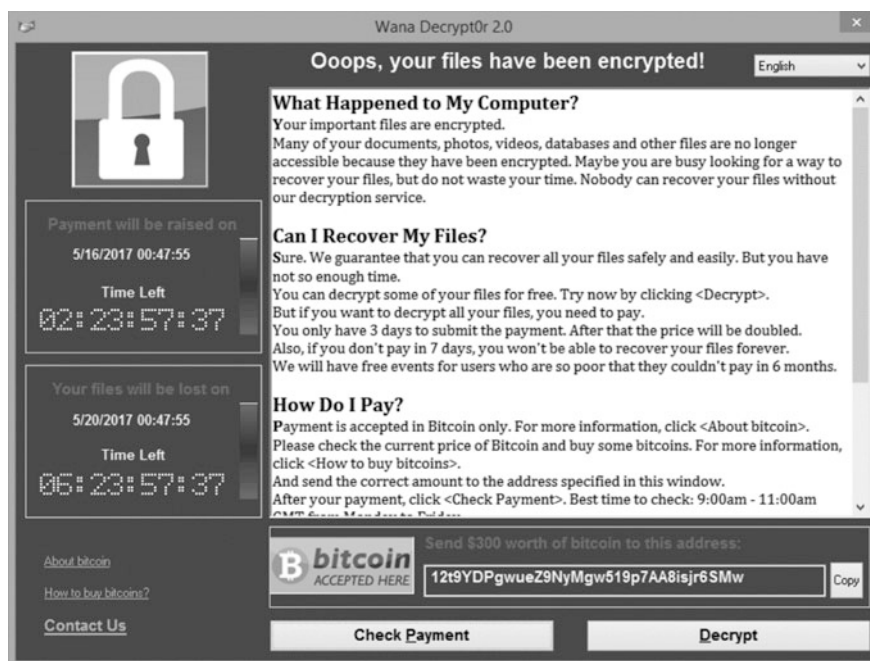 Wana Decrypt0r 2.0
Ooops, your files have been encrypted!
English
What Happened to My Computer?
Your important files are encrypted.
Many of your documents, photos, videos, databases and other files are no longer
accessible because they have been encrypted. Maybe you are busy looking for a way to
recover your files, but do not waste your time. Nobody can recover your files without
our decryption service.
Can I Recover My Files?
Sure. We guarantee that you can recover all your files safely and easily. But you have
not so enough time.
You can decrypt some of your files for free. Try now by clicking <Decrypt>.
But if you want to decrypt all your files, you need to pay.
You only have 3 days to submit the payment. After that the price will be doubled.
Also, if you don't pay in 7 days, you won't be able to recover your files forever.
We will have free events for users who are so poor that they couldn't pay in 6 months.
How Do I Pay?
Payment is accepted in Bitcoin only. For more information, click <About bitcoin>.
Please check the current price of Bitcoin and buy some bitcoins. For more information,
click <How to buy bitcoins>.
And send the correct amount to the address specified in this window.
After your payment, click <Check Payment>. Best time to check: 9:00am - 11:00am
GMT from Monday to Friday
Payment will be raised on
5/16/2017 00:47:55
Time Left
02:23:57:37
Your files will be lost on
5/20/2017 00:47:55
Time Left
06:23:57:37
About bitcoin
How to buy bitcoins?
Contact Us
B bitcoin
ACCEPTED HERE
Send $300 worth of bitcoin to this address:
12t9YDPgwueZ9NyMgw519p7AA8isjr6SMw
Copy
Check Payment
Decrypt